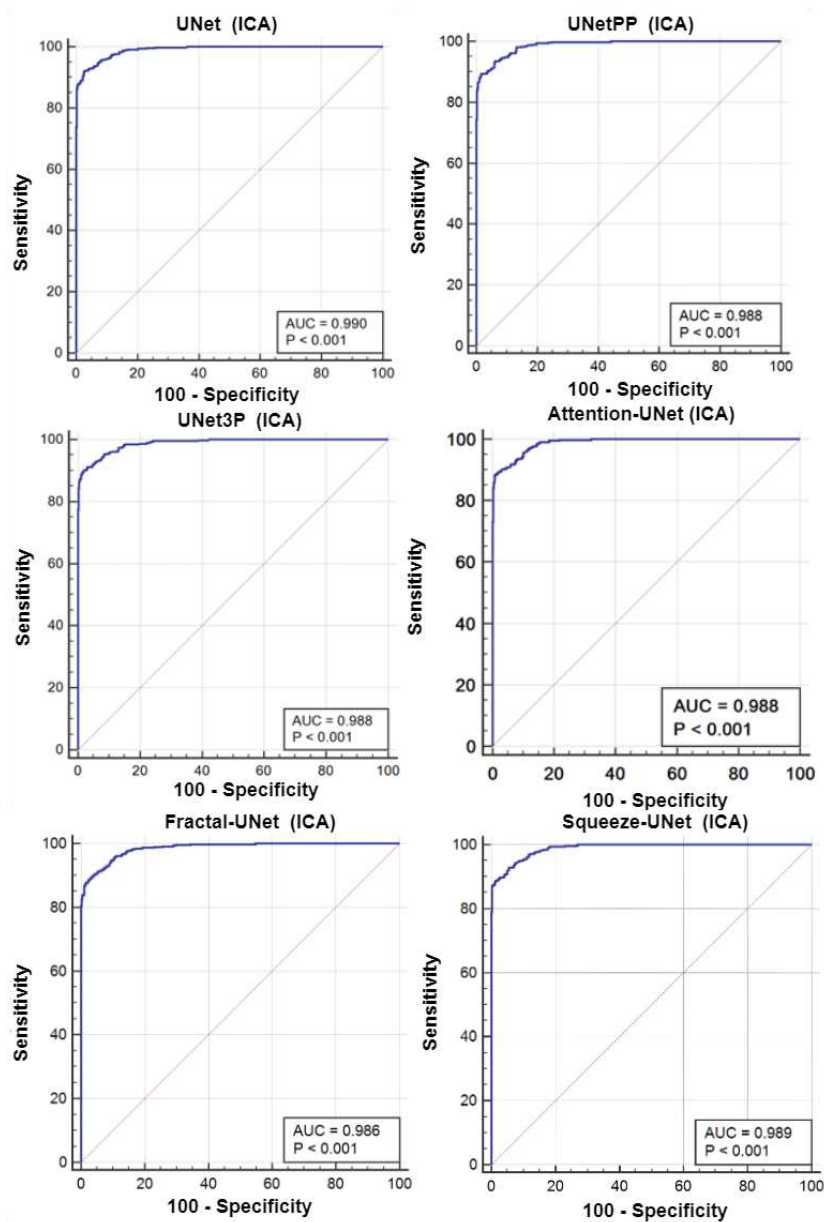 UNet (ICA)
100
80
60
40
20
0
Sensitivity
AUC = 0.990
P < 0.001
0 20 40 60 80 100
100 - Specificity
UNetPP (ICA)
100
80
60
40
20
0
Sensitivity
AUC = 0.988
P < 0.001
0 20 40 60 80 100
100 - Specificity
UNet3P (ICA)
100
80
60
40
20
0
Sensitivity
AUC = 0.988
P < 0.001
0 20 40 60 80 100
100 - Specificity
Attention-UNet (ICA)
100
80
60
40
20
0
Sensitivity
AUC = 0.988
P < 0.001
0 20 40 60 80 100
100 - Specificity
Fractal-UNet (ICA)
100
80
60
40
20
0
Sensitivity
AUC = 0.986
P < 0.001
0 20 40 60 80 100
100 - Specificity
Squeeze-UNet (ICA)
100
80
60
40
20
0
Sensitivity
AUC = 0.989
P < 0.001
0 20 40 60 80 100
100 - Specificity